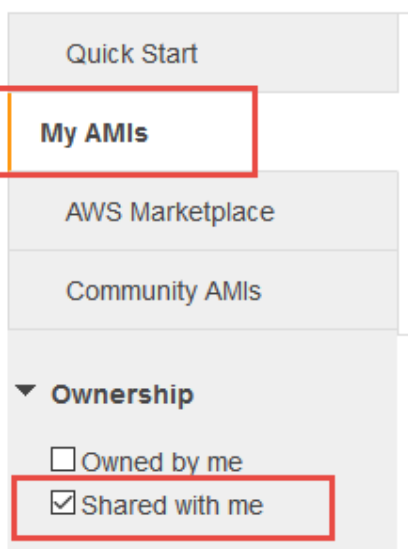 Quick Start
My AMIs
AWS Marketplace
Community AMIs
Ownership
Owned by me
Shared with me